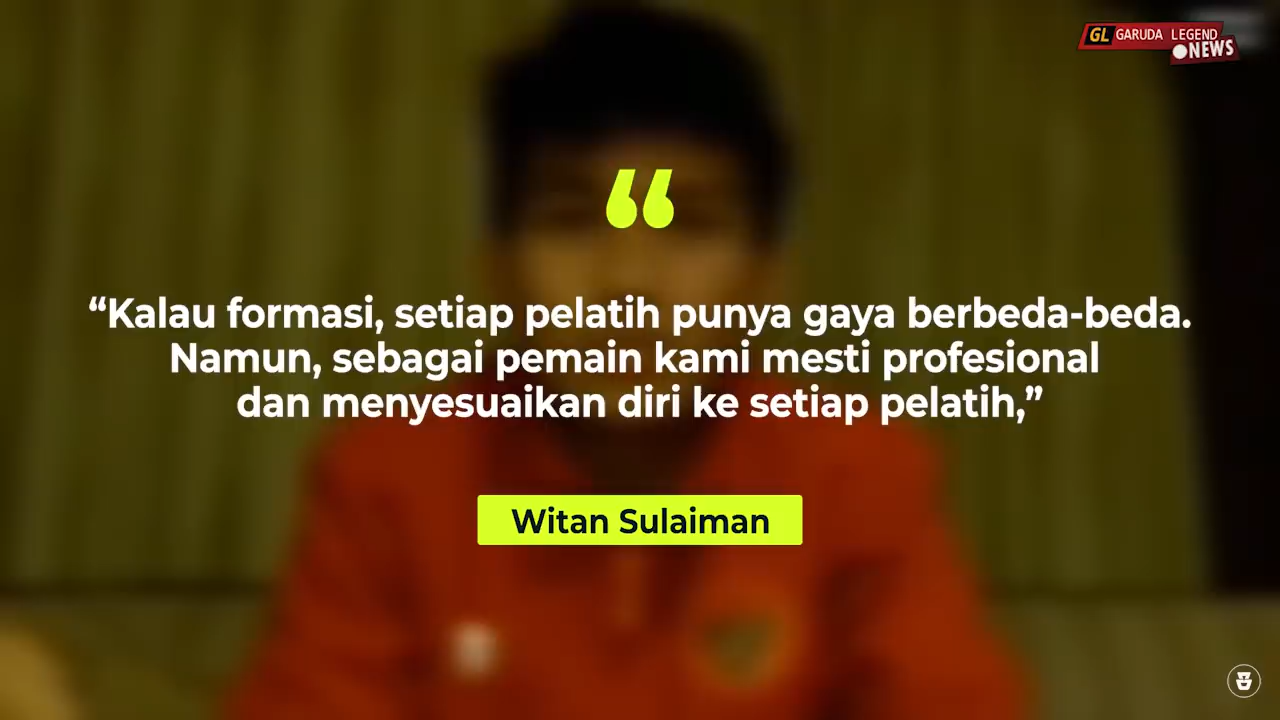 GL GARUDA LEGEND
NEWS
“
“Kalau formasi, setiap pelatih punya gaya berbeda-beda.
Namun, sebagai pemain kami mesti profesional
dan menyesuaikan diri ke setiap pelatih,”
Witan Sulaiman